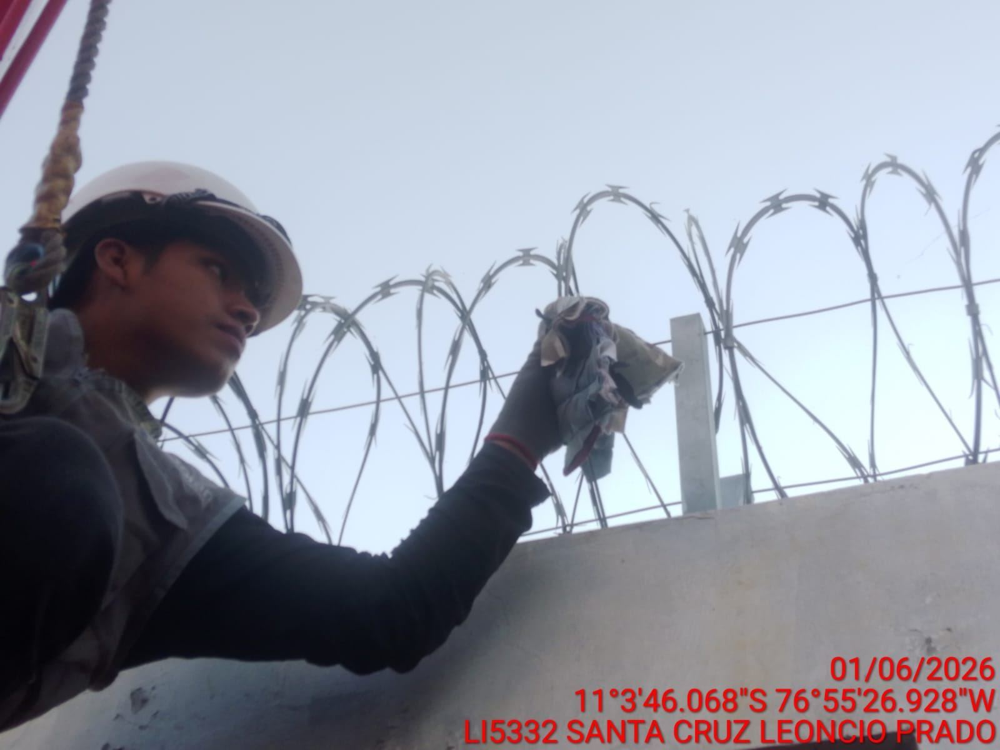 01/06/2026
11°3'46.068"S 76°55'26.928"W
LI5332 SANTA CRUZ LEONCIO PRADO